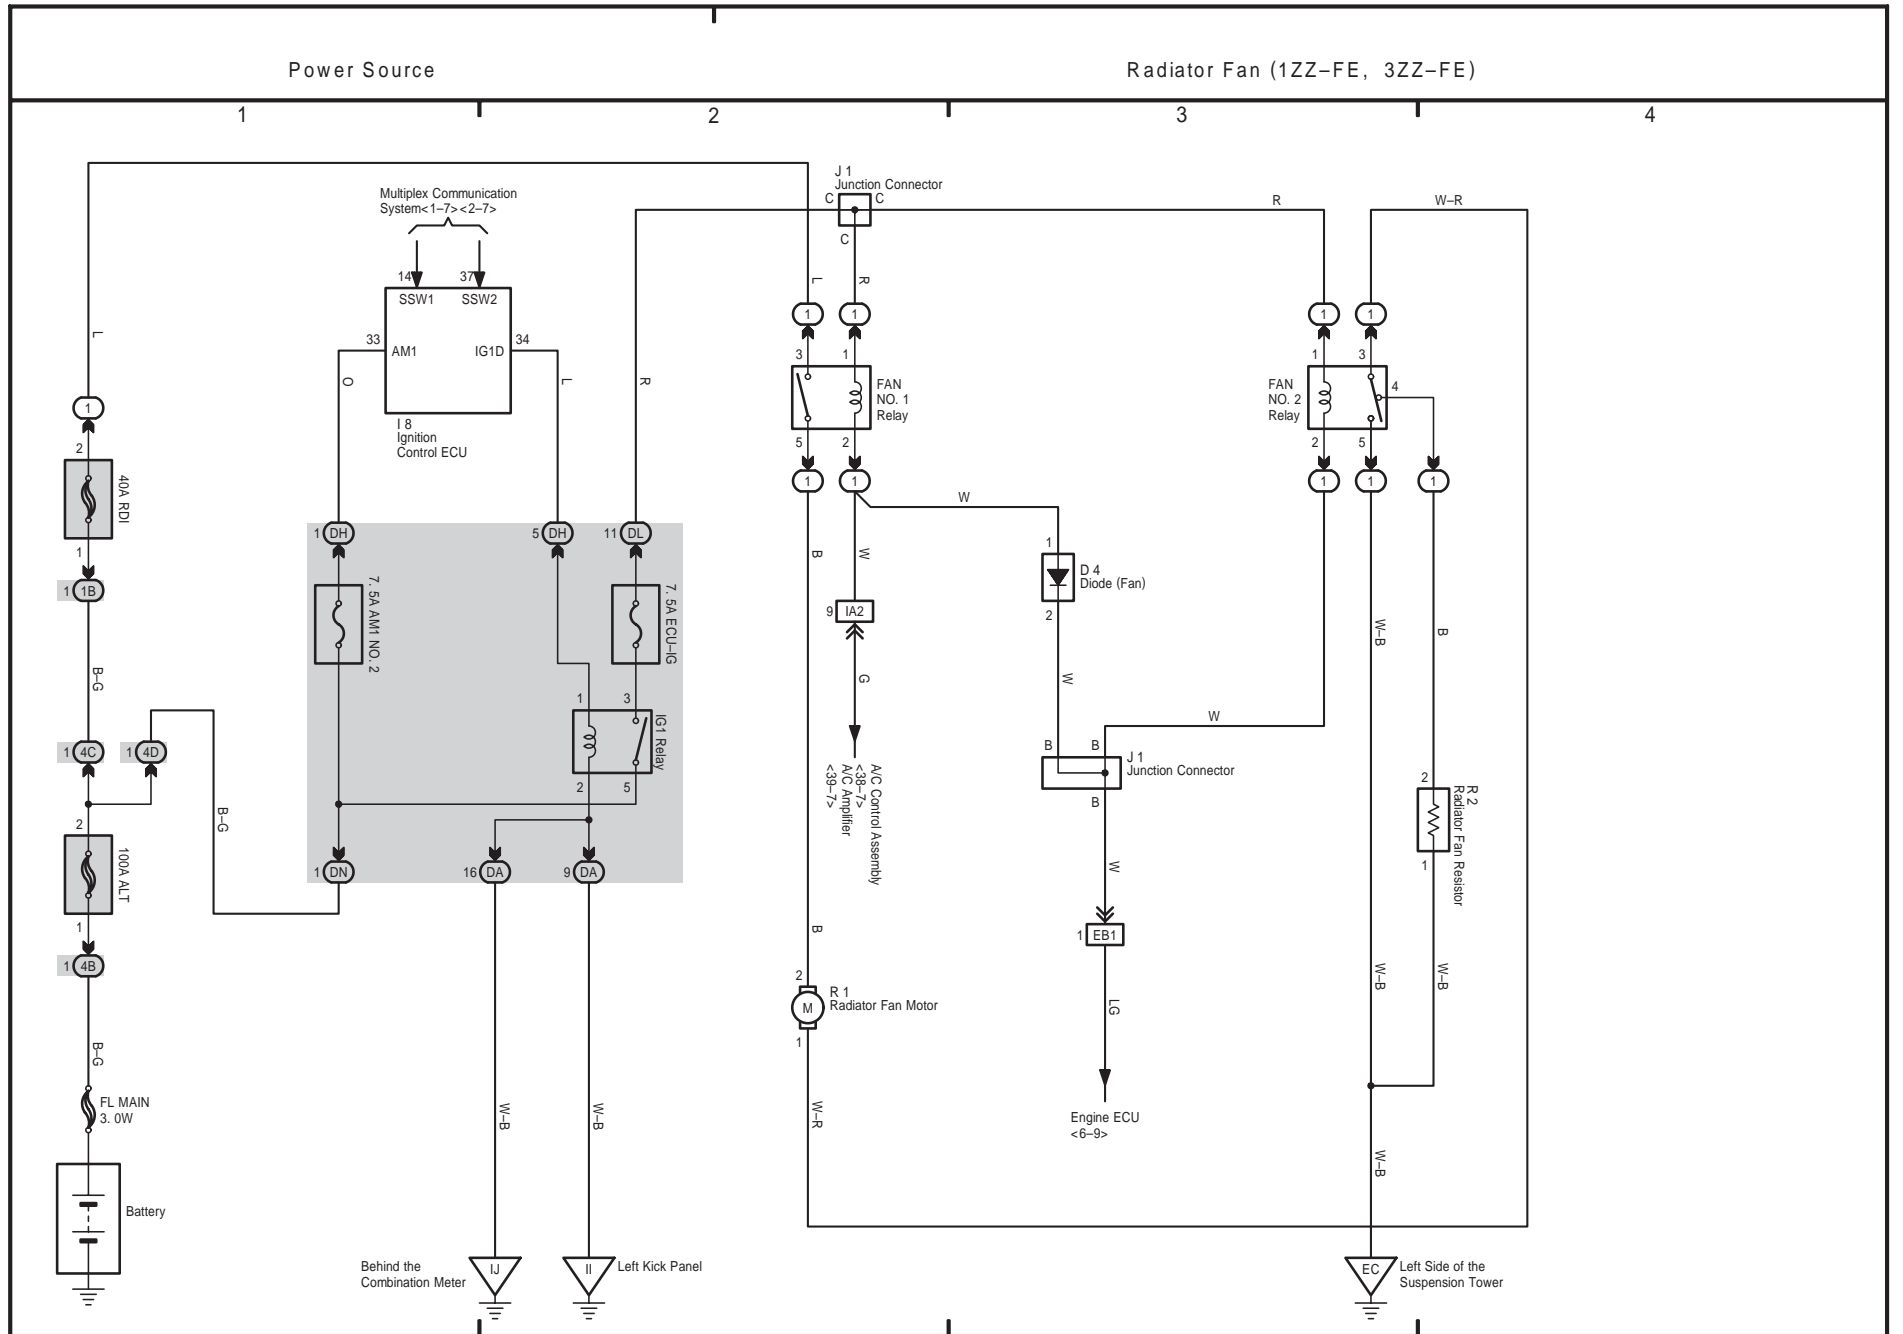 Power Source
Radiator Fan (1ZZ–FE, 3ZZ–FE)
1
2
3
4
J 1
Junction Connector
C
C
C
Multiplex Communication
System<1–7><2–7>
14
37
SSW1
SSW2
33
AM1
IG1D
34
I 8
Ignition
Control ECU
O
L
R
L
L
R
R
W–R
1
1
1
1
1
3
1
FAN
NO. 1
Relay
5
2
1
1
1
3
FAN
NO. 2
Relay
4
2
5
1
1
1
2
40A RDI
1
1
1B
B–G
1
4C
1
4D
B–G
2
100A ALT
1
1
4B
B–G
FL MAIN
3. 0W
Battery
1
DH
5
DH
11
DL
7. 5A AM1 NO. 2
7. 5A ECU–IG
1
3
IG1 Relay
2
5
1
DN
16
DA
9
DA
W–B
W–B
Behind the
Combination Meter
IJ
II
Left Kick Panel
W
B
W
9
IA2
G
A/C Control Assembly
<38–7>
A/C Amplifier
<39–7>
1
D 4
Diode (Fan)
2
W
W
B
B
J 1
Junction Connector
B
W
1
EB1
LG
Engine ECU
<6–9>
B
2
M
R 1
Radiator Fan Motor
1
W–R
W–B
B
2
R 2
Radiator Fan Resistor
1
W–B
W–B
W–B
EC
Left Side of the
Suspension Tower